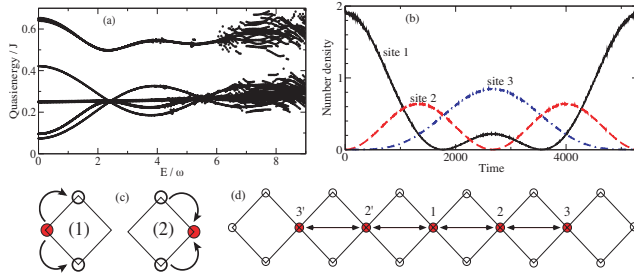 (a)
Quasienergy / J
0.6
0.4
0.2
0.0
0
2
4
6
8
E / ω
(b)
Number density
2
1
0
site 1
site 2
site 3
0
2000
4000
Time
(c)
(1)
(2)
(d)
3'
2'
1
2
3